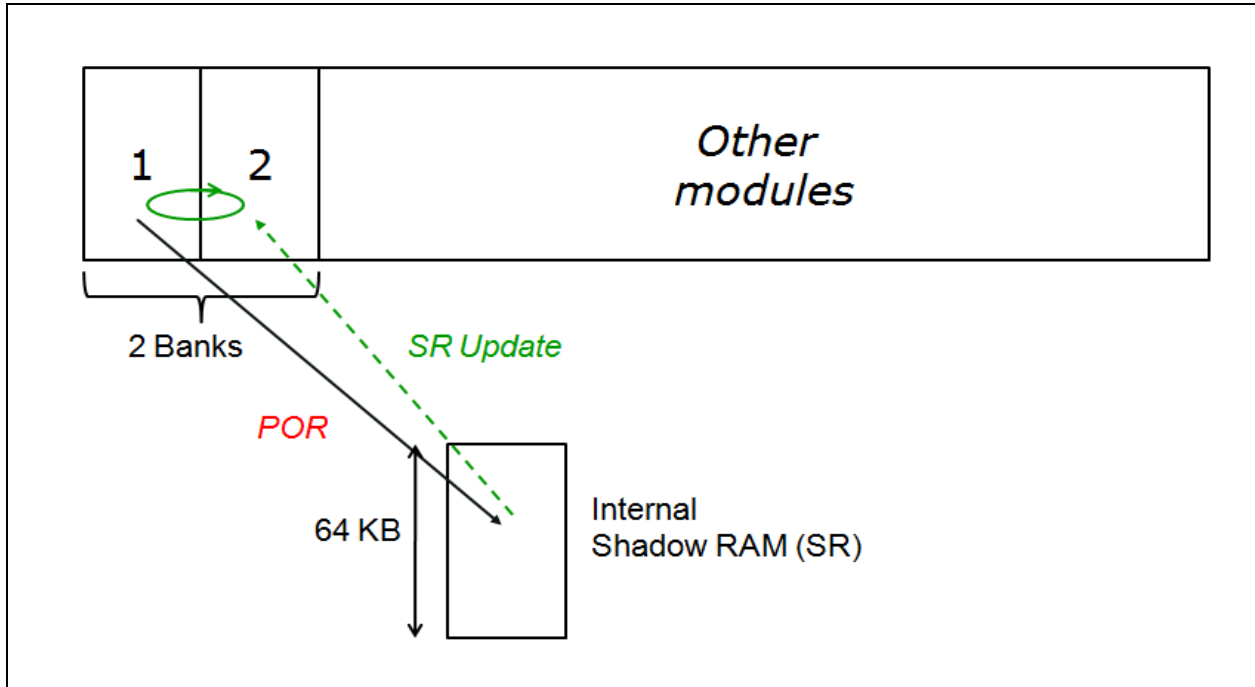 1
2
Other
modules
2 Banks
SR Update
POR
64 KB
Internal
Shadow RAM (SR)